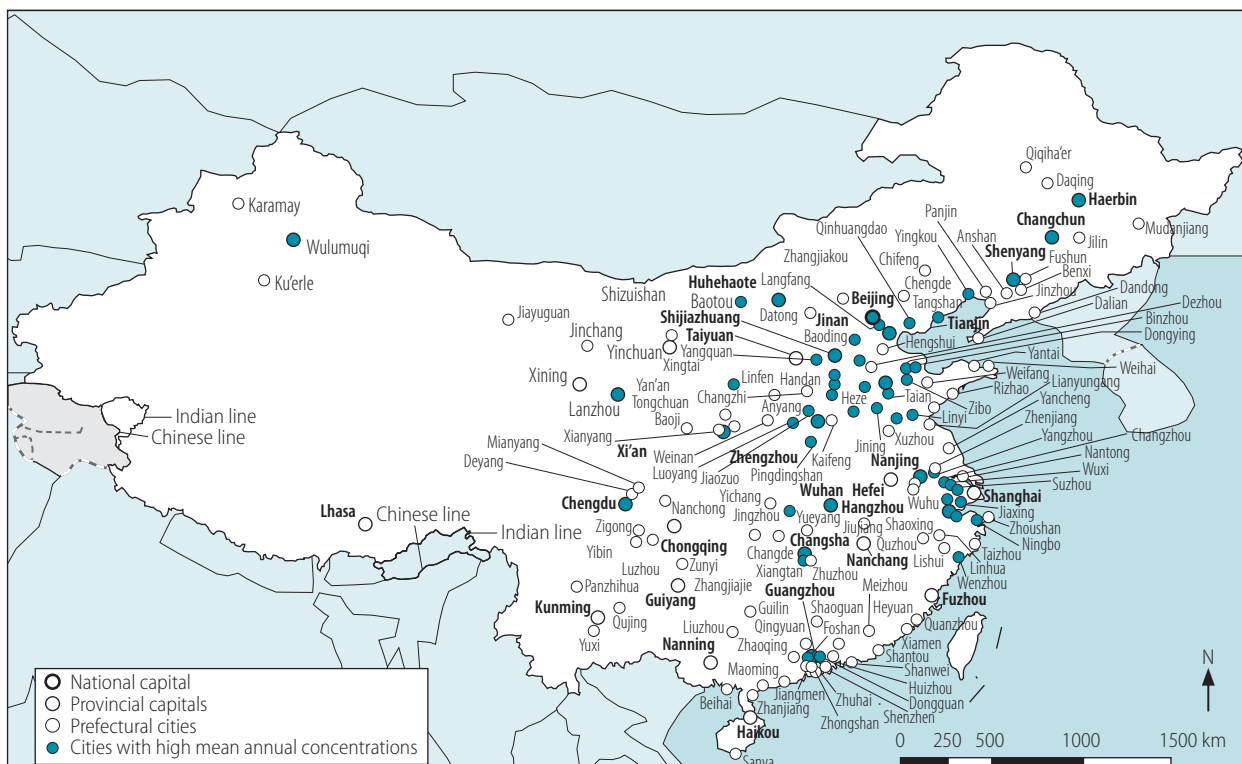 Qiqiha'er
Daqing
Karamay
Haerbin
Panjin
Changchun
Qinhuangdao
Mudanjiang
Yingkou
Anshan
Jilin
Wulumuqi
Zhangjiakou
Shenyang
Chifeng
Fushun
Huhehaote
Langfang
Benxi
Ku'erle
Chengde
Shizuishan
Baotou
Beijing
Tangshan
Jinzhou
Dandong
Datong
Dalian
Jiayuguan
Shijiazhuang
Jinan
Tianjin
Dezhou
Jinchang
Taiyuan
Baoding
Binzhou
Hengshui
Dongying
Yinchuan
Yangquan
Yantai
Xingtai
Weihai
Xining
Weifang
Yan'an
Linfen
Handan
Lianyungang
Lanzhou
Tongchuan
Changzhi
Rizhao
Taian
Yancheng
Indian line
Baoji
Anyang
Heze
Zibo
Zhenjiang
Linyi
Chinese line
Yangzhou
Mianyang
Xianyang
Xuzhou
Changzhou
Xi'an
Weinan
Zhengzhou
Jining
Nantong
Deyang
Luoyang
Kaifeng
Nanjing
Wuxi
Jiaozuo
Pingdingshan
Suzhou
Chengdu
Nanchong
Yichang
Wuhan
Hefei
Wuhu
Shanghai
Lhasa
Chinese line
Jingzhou
Hangzhou
Jiaxing
Indian line
Zigong
Yueyang
Jiujiang
Shaoxing
Zhoushan
Chongqing
Changsha
Quzhou
Ningbo
Yibin
Changde
Nanchang
Taizhou
Luzhou
Zunyi
Xiangtan
Lishui
Linhua
Panzhihua
Zhuzhou
Wenzhou
Zhangjiajie
Meizhou
Guiyang
Guangzhou
Kunming
Guilin
Shaoguan
Heyuan
Fuzhou
Qujing
Liuzhou
Qingyuan
Foshan
Quanzhou
Yuxi
Nanning
Zhaoqing
Xiamen
Shantou
Maoming
Shanwei
N
National capital
Jiangmen
Huizhou
Provincial capitals
Beihai
Zhuhai
Dongguan
Prefectural cities
Zhanjiang
Shenzhen
Cities with high mean annual concentrations
Haikou
Zhongshan
Sanya
0 250 500 1000 1500 km